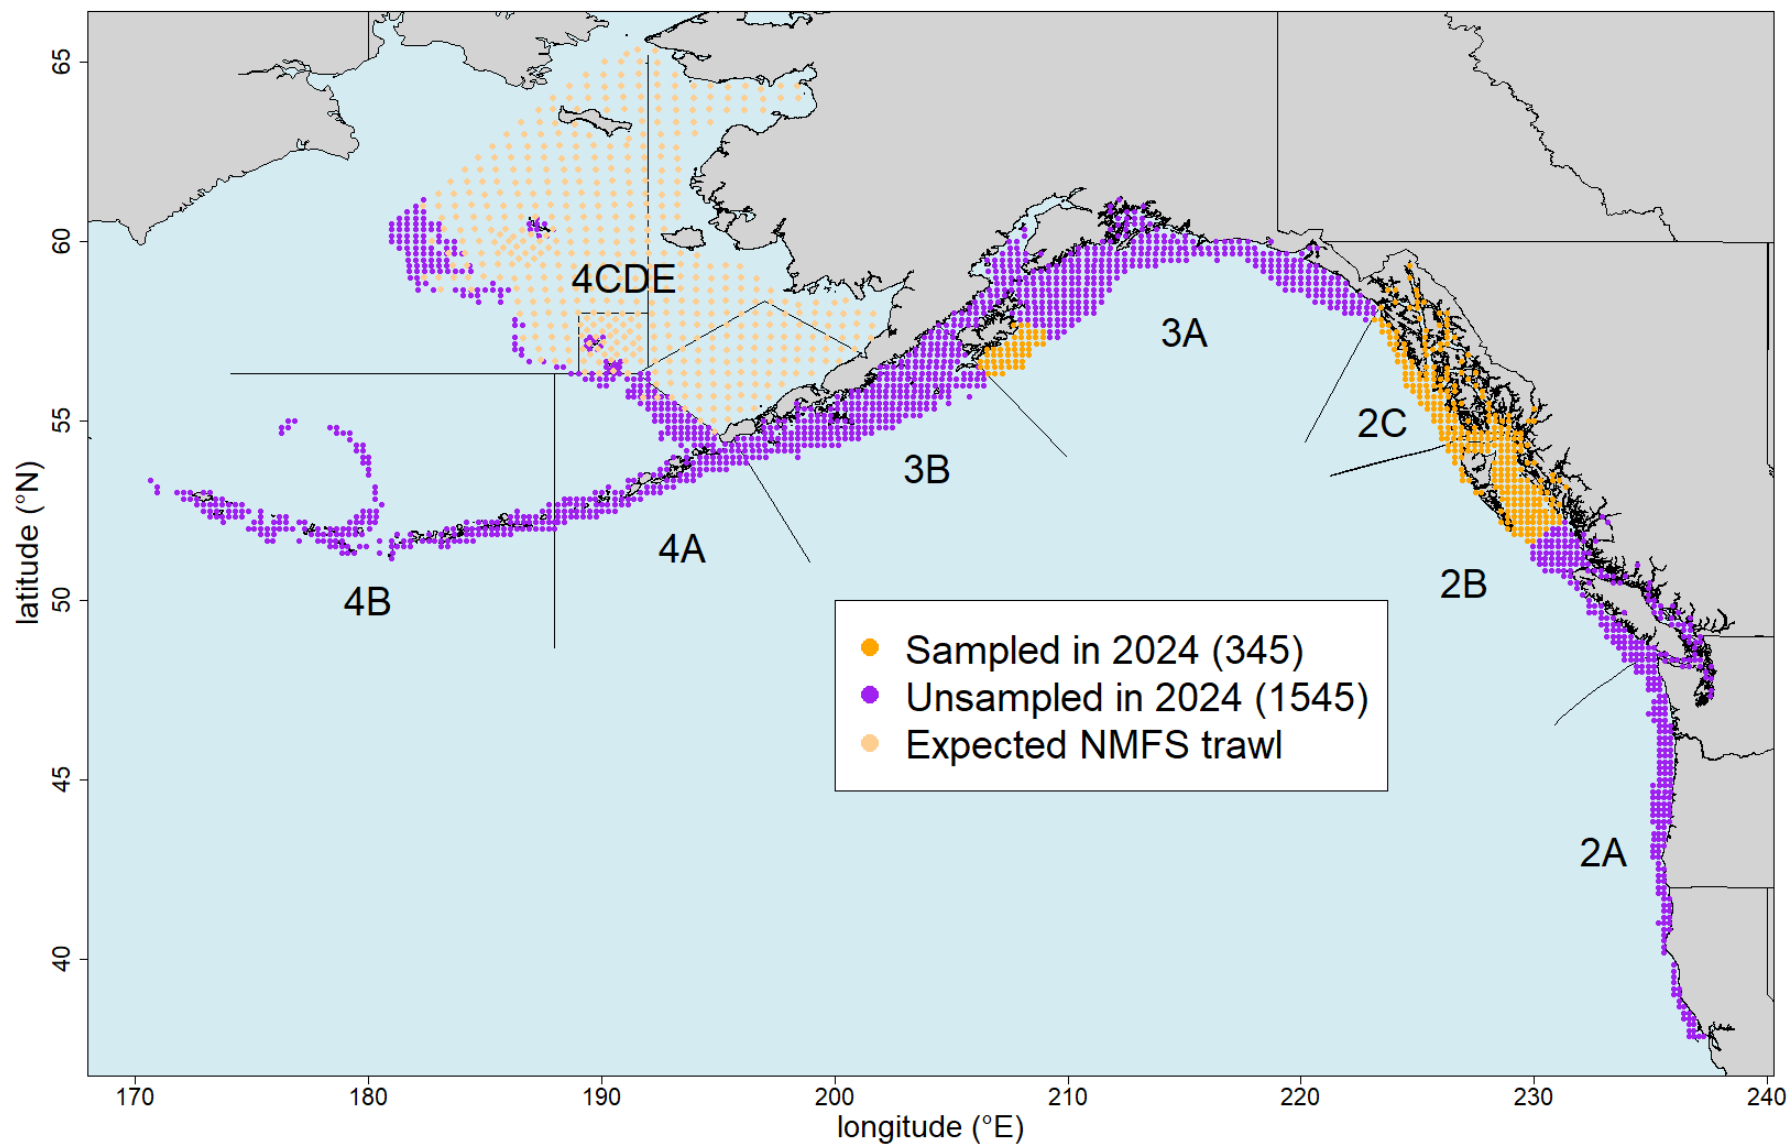 65
60
55
50
45
40
latitude (°N)
4CDE
3A
2C
3B
4A
2B
4B
2A
Sampled in 2024 (345)
Unsampled in 2024 (1545)
Expected NMFS trawl
170
180
190
200
210
220
230
240
longitude (°E)